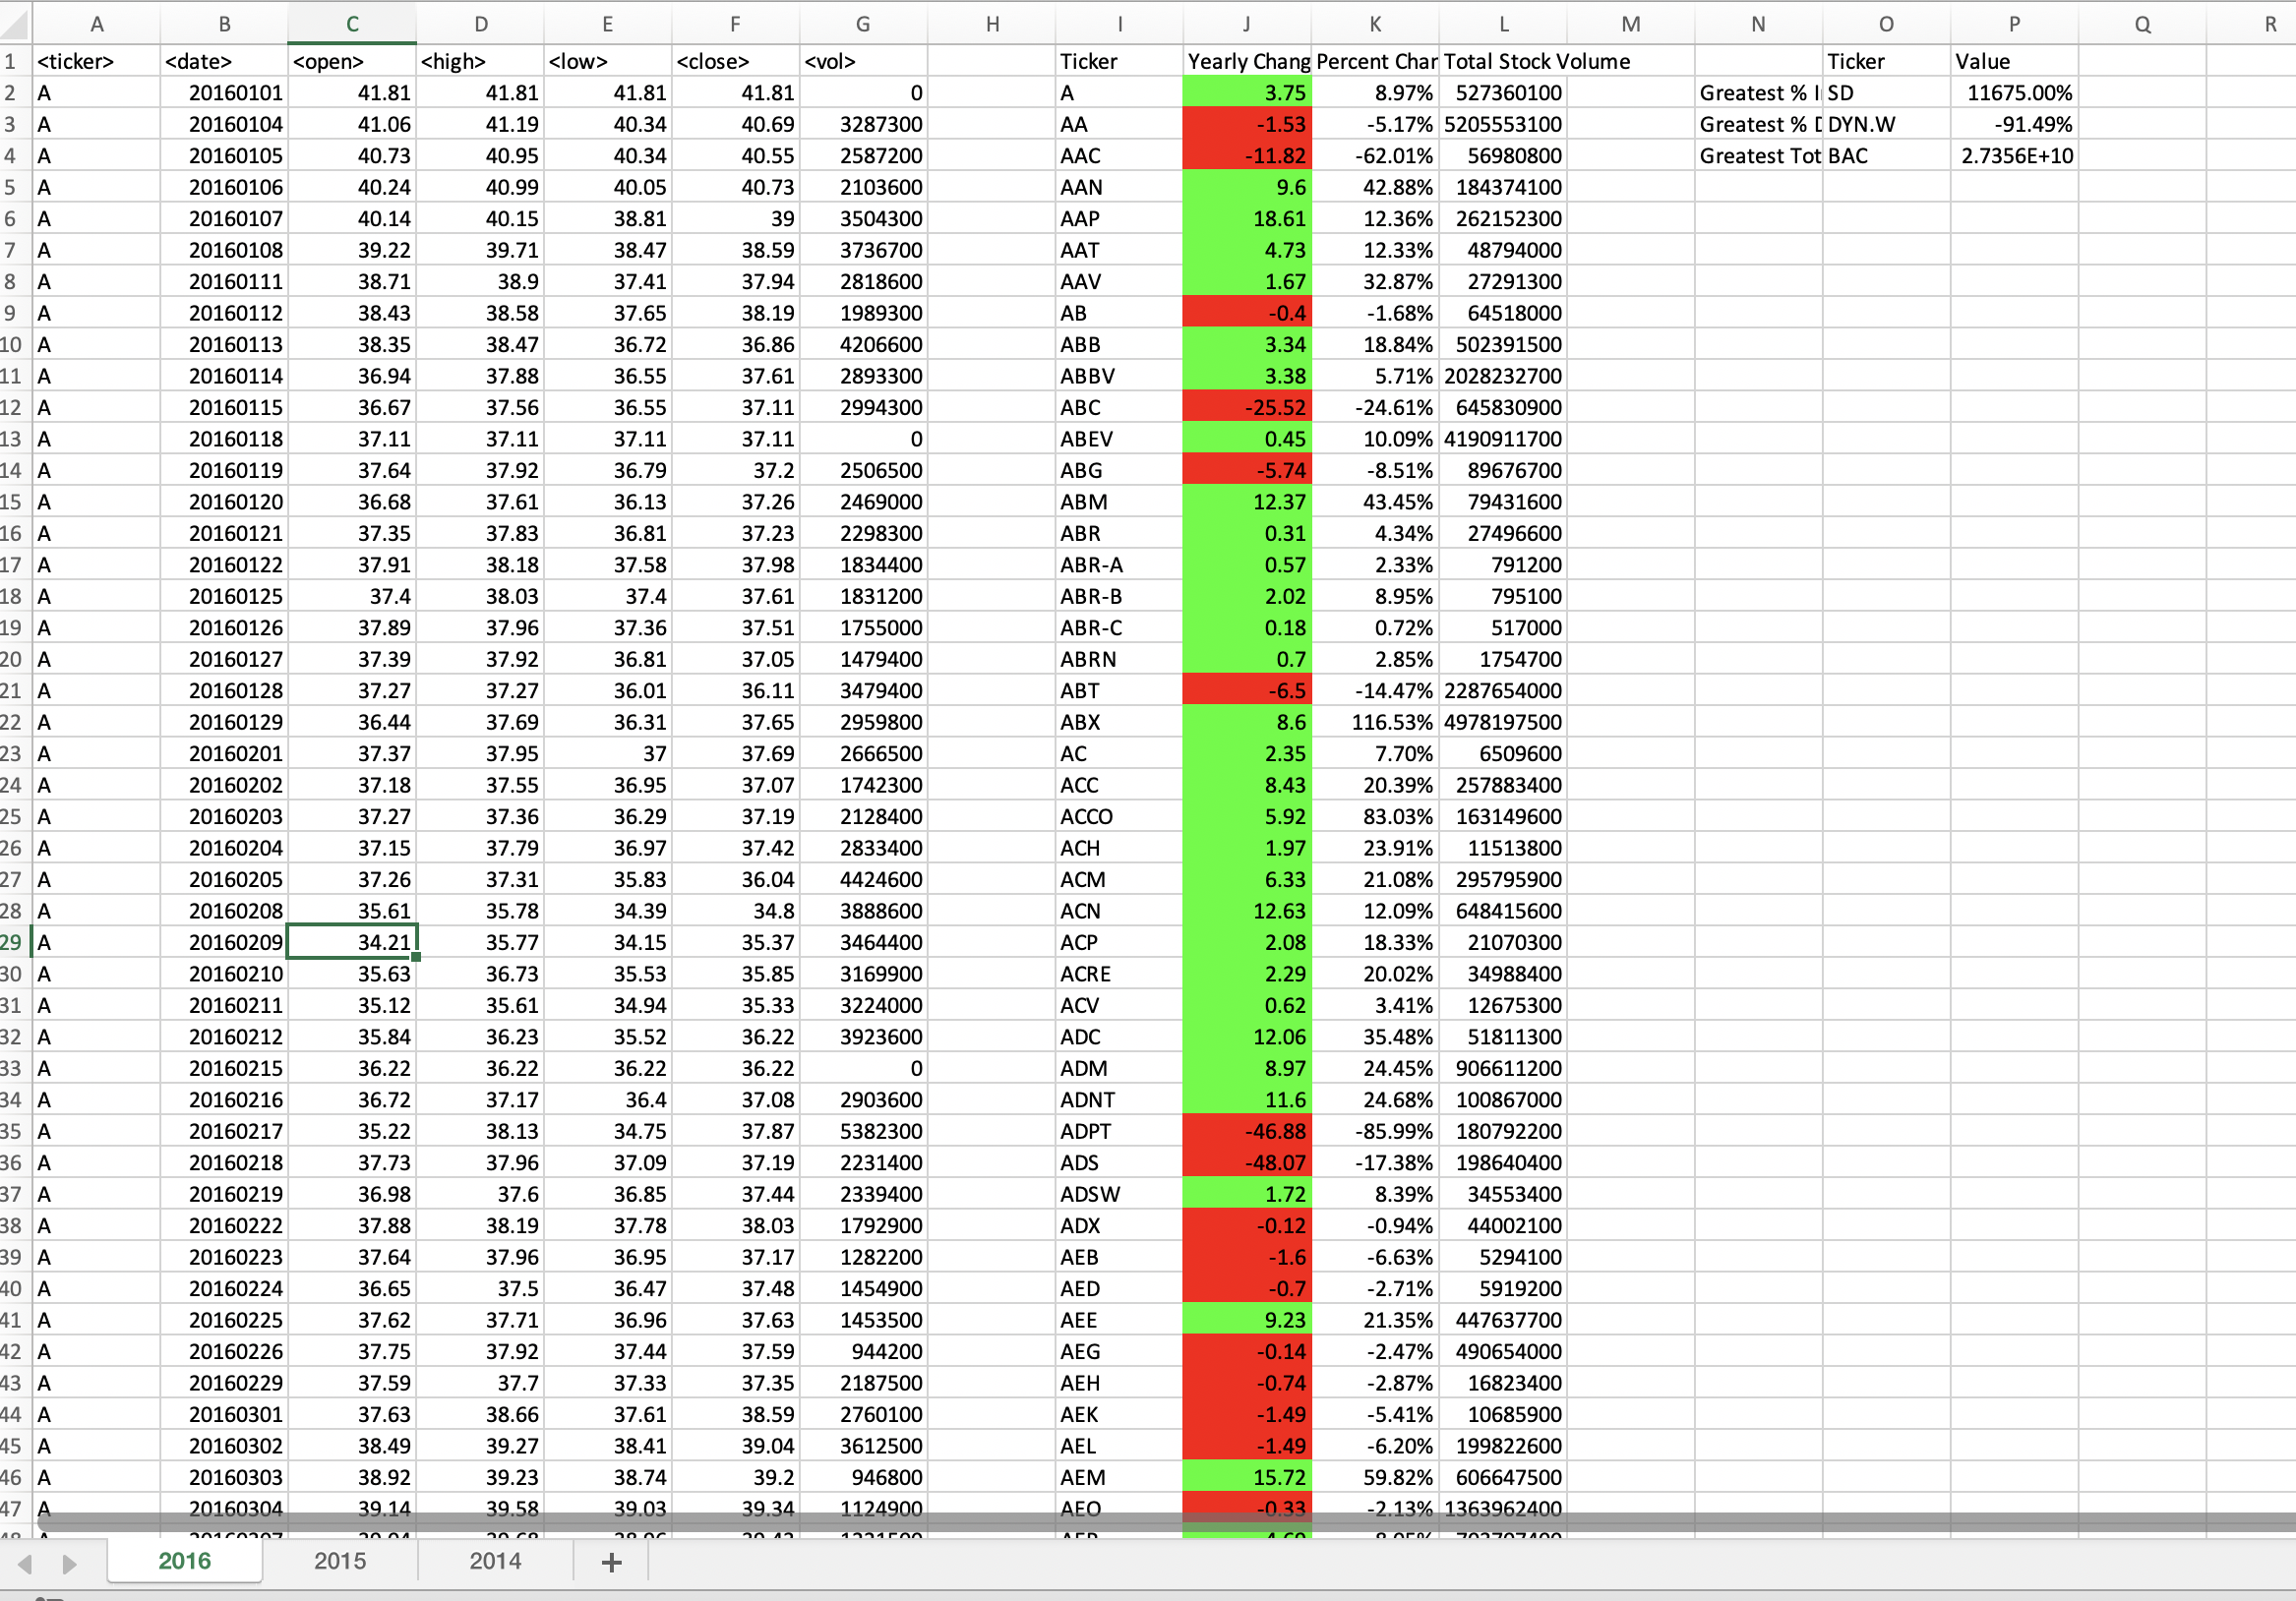 A B C D E F G H I J K L M N O P Q R
1 <ticker> <date> <open> <high> <low> <close> <vol> Ticker Yearly Chang Percent Char Total Stock Volume Ticker Value
2 A 20160101 41.81 41.81 41.81 41.81 0 A 3.75 8.97% 527360100 Greatest % I SD 11675.00%
3 A 20160104 41.06 41.19 40.34 40.69 3287300 AA -1.53 -5.17% 5205553100 Greatest % D DYN.W -91.49%
4 A 20160105 40.73 40.95 40.34 40.55 2587200 AAC -11.82 -62.01% 56980800 Greatest Tot BAC 2.7356E+10
5 A 20160106 40.24 40.99 40.05 40.73 2103600 AAN 9.6 42.88% 184374100
6 A 20160107 40.14 40.15 38.81 39 3504300 AAP 18.61 12.36% 262152300
7 A 20160108 39.22 39.71 38.47 38.59 3736700 AAT 4.73 12.33% 48794000
8 A 20160111 38.71 38.9 37.41 37.94 2818600 AAV 1.67 32.87% 27291300
9 A 20160112 38.43 38.58 37.65 38.19 1989300 AB -0.4 -1.68% 64518000
10 A 20160113 38.35 38.47 36.72 36.86 4206600 ABB 3.34 18.84% 502391500
11 A 20160114 36.94 37.88 36.55 37.61 2893300 ABBV 3.38 5.71% 2028232700
12 A 20160115 36.67 37.56 36.55 37.11 2994300 ABC -25.52 -24.61% 645830900
13 A 20160118 37.11 37.11 37.11 37.11 0 ABEV 0.45 10.09% 4190911700
14 A 20160119 37.64 37.92 36.79 37.2 2506500 ABG -5.74 -8.51% 89676700
15 A 20160120 36.68 37.61 36.13 37.26 2469000 ABM 12.37 43.45% 79431600
16 A 20160121 37.35 37.83 36.81 37.23 2298300 ABR 0.31 4.34% 27496600
17 A 20160122 37.91 38.18 37.58 37.98 1834400 ABR-A 0.57 2.33% 791200
18 A 20160125 37.4 38.03 37.4 37.61 1831200 ABR-B 2.02 8.95% 795100
19 A 20160126 37.89 37.96 37.36 37.51 1755000 ABR-C 0.18 0.72% 517000
20 A 20160127 37.39 37.92 36.81 37.05 1479400 ABRN 0.7 2.85% 1754700
21 A 20160128 37.27 37.27 36.01 36.11 3479400 ABT -6.5 -14.47% 2287654000
22 A 20160129 36.44 37.69 36.31 37.65 2959800 ABX 8.6 116.53% 4978197500
23 A 20160201 37.37 37.95 37 37.69 2666500 AC 2.35 7.70% 6509600
24 A 20160202 37.18 37.55 36.95 37.07 1742300 ACC 8.43 20.39% 257883400
25 A 20160203 37.27 37.36 36.29 37.19 2128400 ACCO 5.92 83.03% 163149600
26 A 20160204 37.15 37.79 36.97 37.42 2833400 ACH 1.97 23.91% 11513800
27 A 20160205 37.26 37.31 35.83 36.04 4424600 ACM 6.33 21.08% 295795900
28 A 20160208 35.61 35.78 34.39 34.8 3888600 ACN 12.63 12.09% 648415600
29 A 20160209 34.21 35.77 34.15 35.37 3464400 ACP 2.08 18.33% 21070300
30 A 20160210 35.63 36.73 35.53 35.85 3169900 ACRE 2.29 20.02% 34988400
31 A 20160211 35.12 35.61 34.94 35.33 3224000 ACV 0.62 3.41% 12675300
32 A 20160212 35.84 36.23 35.52 36.22 3923600 ADC 12.06 35.48% 51811300
33 A 20160215 36.22 36.22 36.22 36.22 0 ADM 8.97 24.45% 906611200
34 A 20160216 36.72 37.17 36.4 37.08 2903600 ADNT 11.6 24.68% 100867000
35 A 20160217 35.22 38.13 34.75 37.87 5382300 ADPT -46.88 -85.99% 180792200
36 A 20160218 37.73 37.96 37.09 37.19 2231400 ADS -48.07 -17.38% 198640400
37 A 20160219 36.98 37.6 36.85 37.44 2339400 ADSW 1.72 8.39% 34553400
38 A 20160222 37.88 38.19 37.78 38.03 1792900 ADX -0.12 -0.94% 44002100
39 A 20160223 37.64 37.96 36.95 37.17 1282200 AEB -1.6 -6.63% 5294100
40 A 20160224 36.65 37.5 36.47 37.48 1454900 AED -0.7 -2.71% 5919200
41 A 20160225 37.62 37.71 36.96 37.63 1453500 AEE 9.23 21.35% 447637700
42 A 20160226 37.75 37.92 37.44 37.59 944200 AEG -0.14 -2.47% 490654000
43 A 20160229 37.59 37.7 37.33 37.35 2187500 AEH -0.74 -2.87% 16823400
44 A 20160301 37.63 38.66 37.61 38.59 2760100 AEK -1.49 -5.41% 10685900
45 A 20160302 38.49 39.27 38.41 39.04 3612500 AEL -1.49 -6.20% 199822600
46 A 20160303 38.92 39.23 38.74 39.2 946800 AEM 15.72 59.82% 606647500
47 A 20160304 39.14 39.58 39.03 39.34 1124900 AEO -0.33 -2.13% 1363962400
2016 2015 2014 +